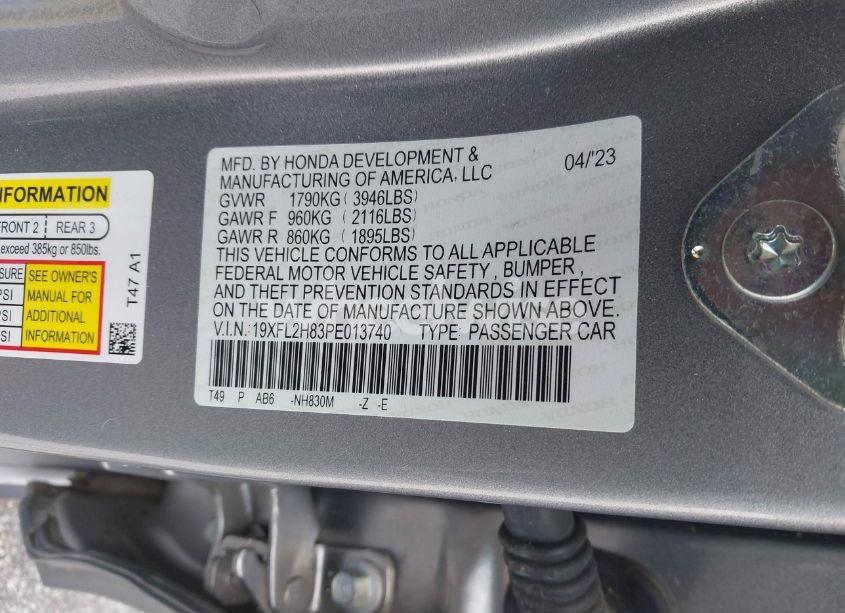 MFD. BY HONDA DEVELOPMENT &
MANUFACTURING OF AMERICA, LLC 04/'23
GVWR 1790KG (3946LBS)
GAWR F 960KG (2116LBS)
GAWR R 860KG (1895LBS)
THIS VEHICLE CONFORMS TO ALL APPLICABLE
FEDERAL MOTOR VEHICLE SAFETY, BUMPER,
AND THEFT PREVENTION STANDARDS IN EFFECT
ON THE DATE OF MANUFACTURE SHOWN ABOVE.
V.I.N.: 19XFL2H83PE013740 TYPE: PASSENGER CAR
T49 P AB6 -NH830M -Z -E
INFORMATION
FRONT 2 REAR 3
exceed 385kg or 850lbs.
SEE OWNER'S
MANUAL FOR
ADDITIONAL
INFORMATION
PSI
PSI
T47 A1